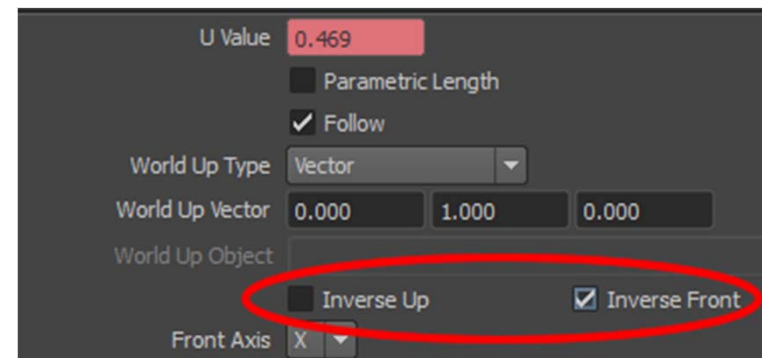 U Value 0.469
Parametric Length
Follow
World Up Type Vector
World Up Vector 0.000 1.000 0.000
World Up Object
Inverse Up Inverse Front
Front Axis X